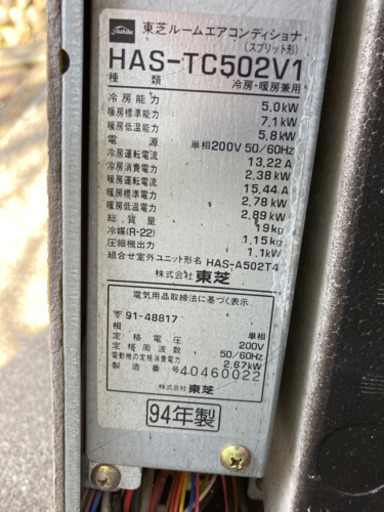 Toshiba
東芝ルームエアコンディショナ
(スプリット形)
HAS-TC502V1
種類 冷房・暖房兼用
冷房能力 5.0kW
暖房標準能力 7.1kW
暖房低温能力 5.8kW
電源 単相200V 50/60Hz
冷房運転電流 13.22A
冷房消費電力 2.38kW
暖房運転電流 15.44A
暖房標準電力 2.78kW
暖房低温電力 2.89kW
総質量 19kg
冷媒(R-22) 1.15kg
圧縮機出力 1.1kW
組合せ室外ユニット形名 HAS-A502T4
株式会社 東芝
電気用品取締法に基づく表示
91-48817
相 単相
定格電圧 200V
定格周波数 50/60Hz
電動機の定格消費電力 2.67kW
製造番号 40460022
株式会社 東芝
94年製